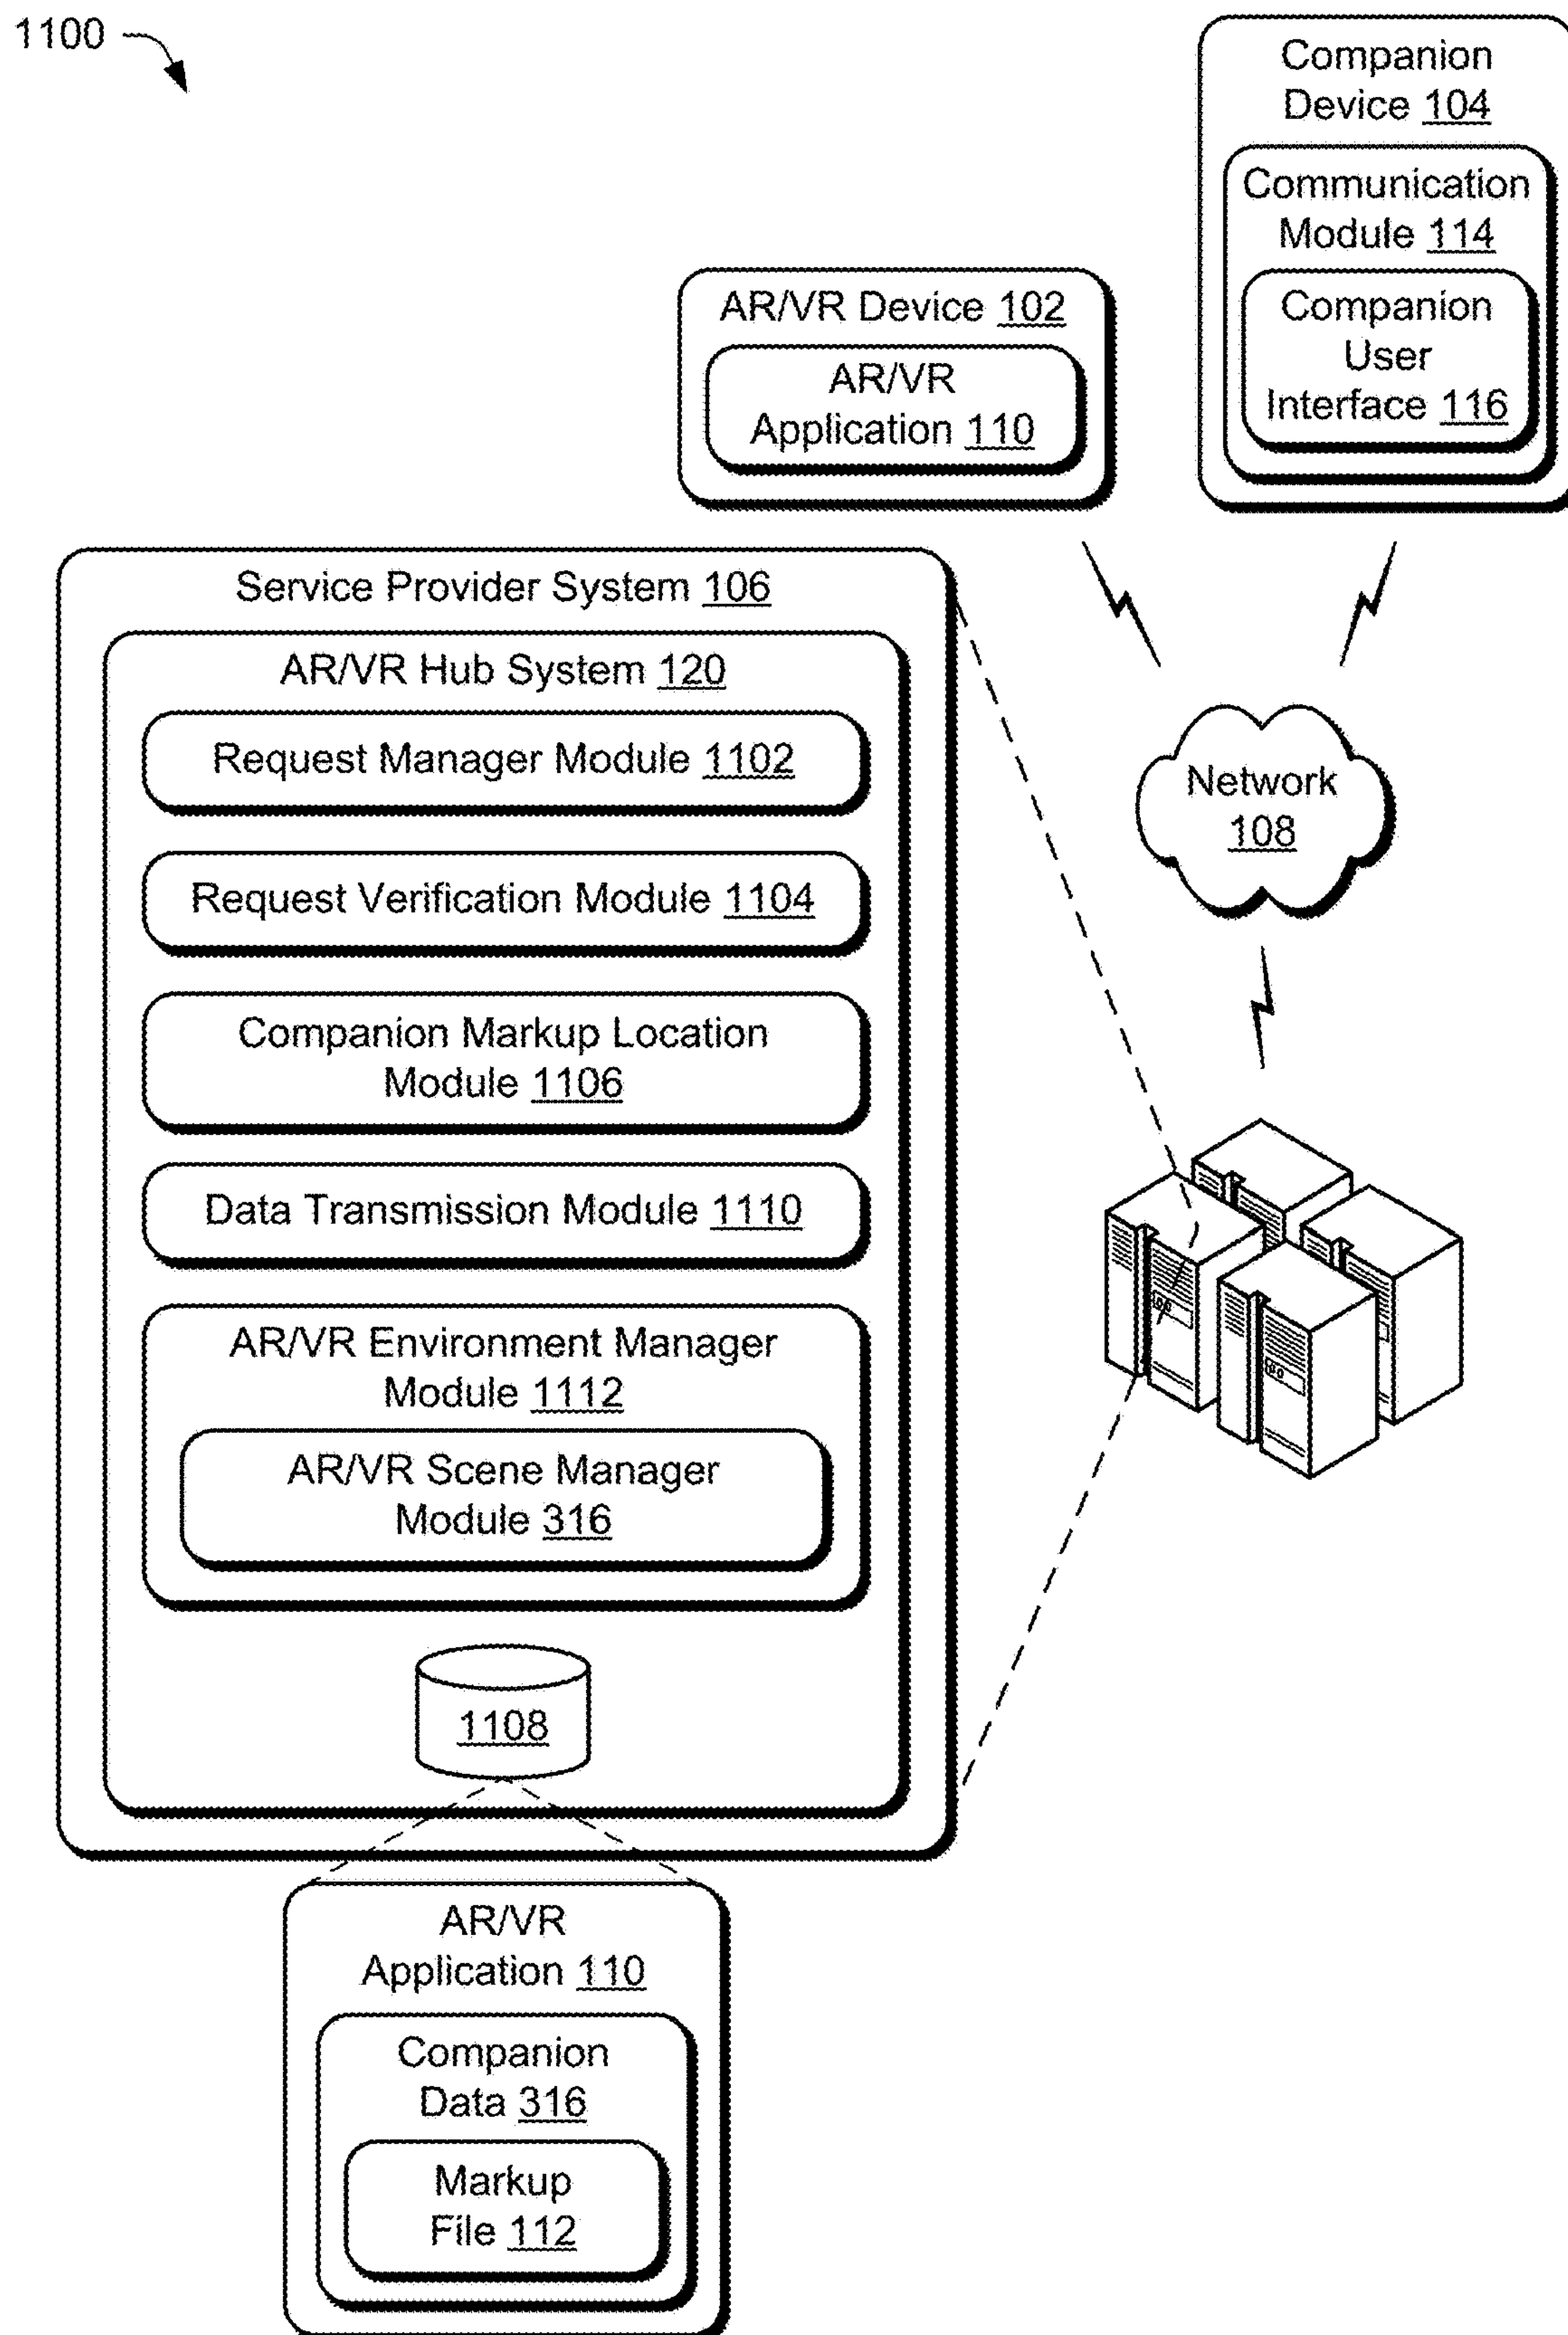 1100
Companion
Device 104
Communication
Module 114
Companion
User
Interface 116
AR/VR Device 102
AR/VR
Application 110
Service Provider System 106
AR/VR Hub System 120
Request Manager Module 1102
Request Verification Module 1104
Companion Markup Location
Module 1106
Data Transmission Module 1110
AR/VR Environment Manager
Module 1112
AR/VR Scene Manager
Module 316
1108
Network
108
AR/VR
Application 110
Companion
Data 316
Markup
File 112